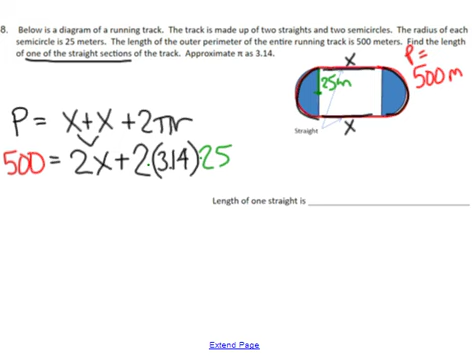 8. Below is a diagram of a running track. The track is made up of two straights and two semicircles. The radius of each
semicircle is 25 meters. The length of the outer perimeter of the entire running track is 500 meters. Find the length
of one of the straight sections of the track. Approximate π as 3.14.
X
P =
500 m
25m
P = X + X + 2πr
Straight
X
500 = 2X + 2·(3.14)·25
Length of one straight is
Extend Page